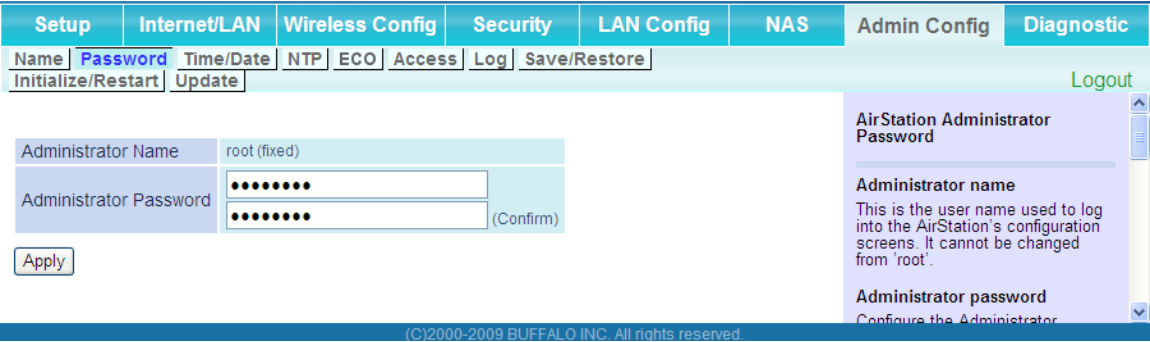 Setup Internet/LAN Wireless Config Security LAN Config NAS Admin Config Diagnostic
Name Password Time/Date NTP ECO Access Log Save/Restore
Initialize/Restart Update
Logout
Administrator Name root (fixed)
Administrator Password ••••••••
•••••••• (Confirm)
Apply
AirStation Administrator
Password
Administrator name
This is the user name used to log
into the AirStation's configuration
screens. It cannot be changed
from 'root'.
Administrator password
Configure the Administrator
(C)2000-2009 BUFFALO INC. All rights reserved.